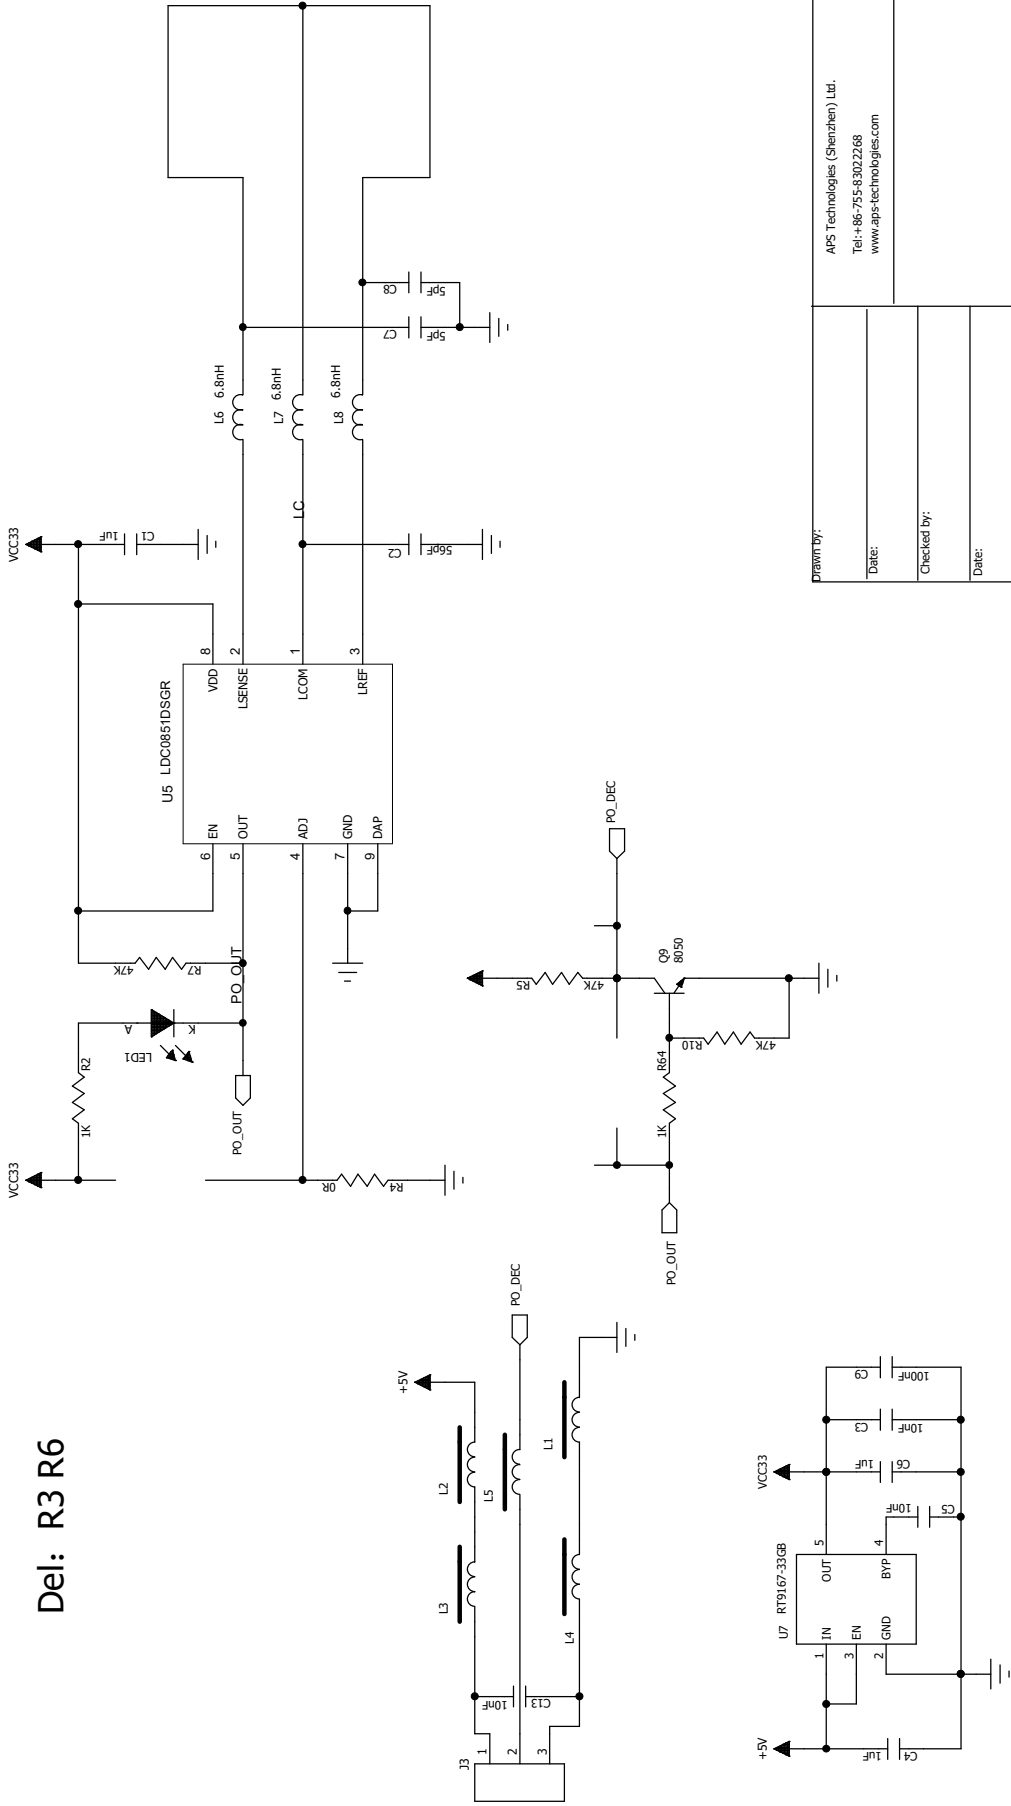 Del: R3 R6
VCC33
R2
1K
A
K
LED1
PO_OUT
47K
R7
PO_OUT
0R
R4
VCC33
1uF
C1
U5 LDC0851DSGR
6
EN
5
OUT
4
ADJ
7
GND
9
DAP
VDD
8
LSENSE
2
LCOM
1
LREF
3
LC
C2
56pF
L6 6.8nH
L7 6.8nH
L8 6.8nH
C7
5pF
C8
5pF
J3
1
2
3
10nF
C13
L3
L2
+5V
L5
PO_DEC
L4
L1
PO_OUT
1K
R64
R10
47K
Q9
8050
R5
47K
PO_DEC
+5V
1uF
C4
U7 RT9167-33GB
1
IN
3
EN
2
GND
OUT
5
BYP
4
10nF
C5
VCC33
1uF
C6
C3
10nF
C9
100nF
Drawn by:
Date:
Checked by:
Date:
APS Technologies (Shenzhen) Ltd.
Tel:+86-755-83022268
www.aps-technologies.com